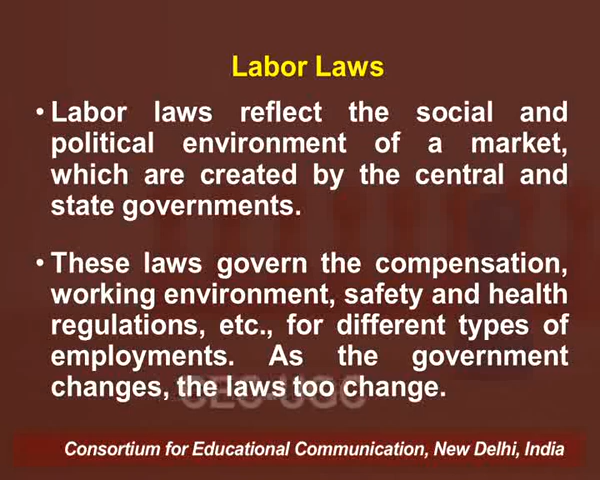 Labor Laws
• Labor laws reflect the social and
political environment of a market,
which are created by the central and
state governments.
• These laws govern the compensation,
working environment, safety and health
regulations, etc., for different types of
employments. As the government
changes, the laws too change.
CEC-UGC
Consortium for Educational Communication, New Delhi, India